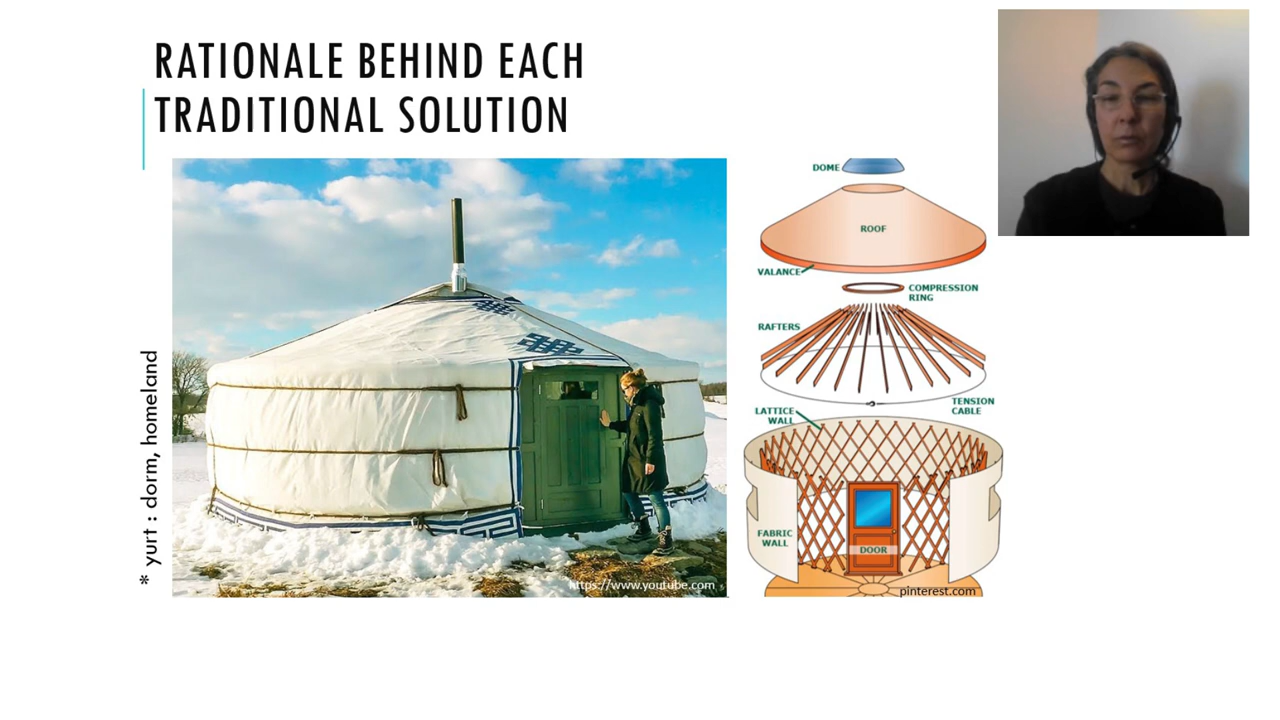 RATIONALE BEHIND EACH
TRADITIONAL SOLUTION
* yurt : dorm, homeland
https://www.youtube.com
DOME
ROOF
VALANCE
COMPRESSION
RING
RAFTERS
TENSION
CABLE
LATTICE
WALL
FABRIC
WALL
DOOR
pinterest.com